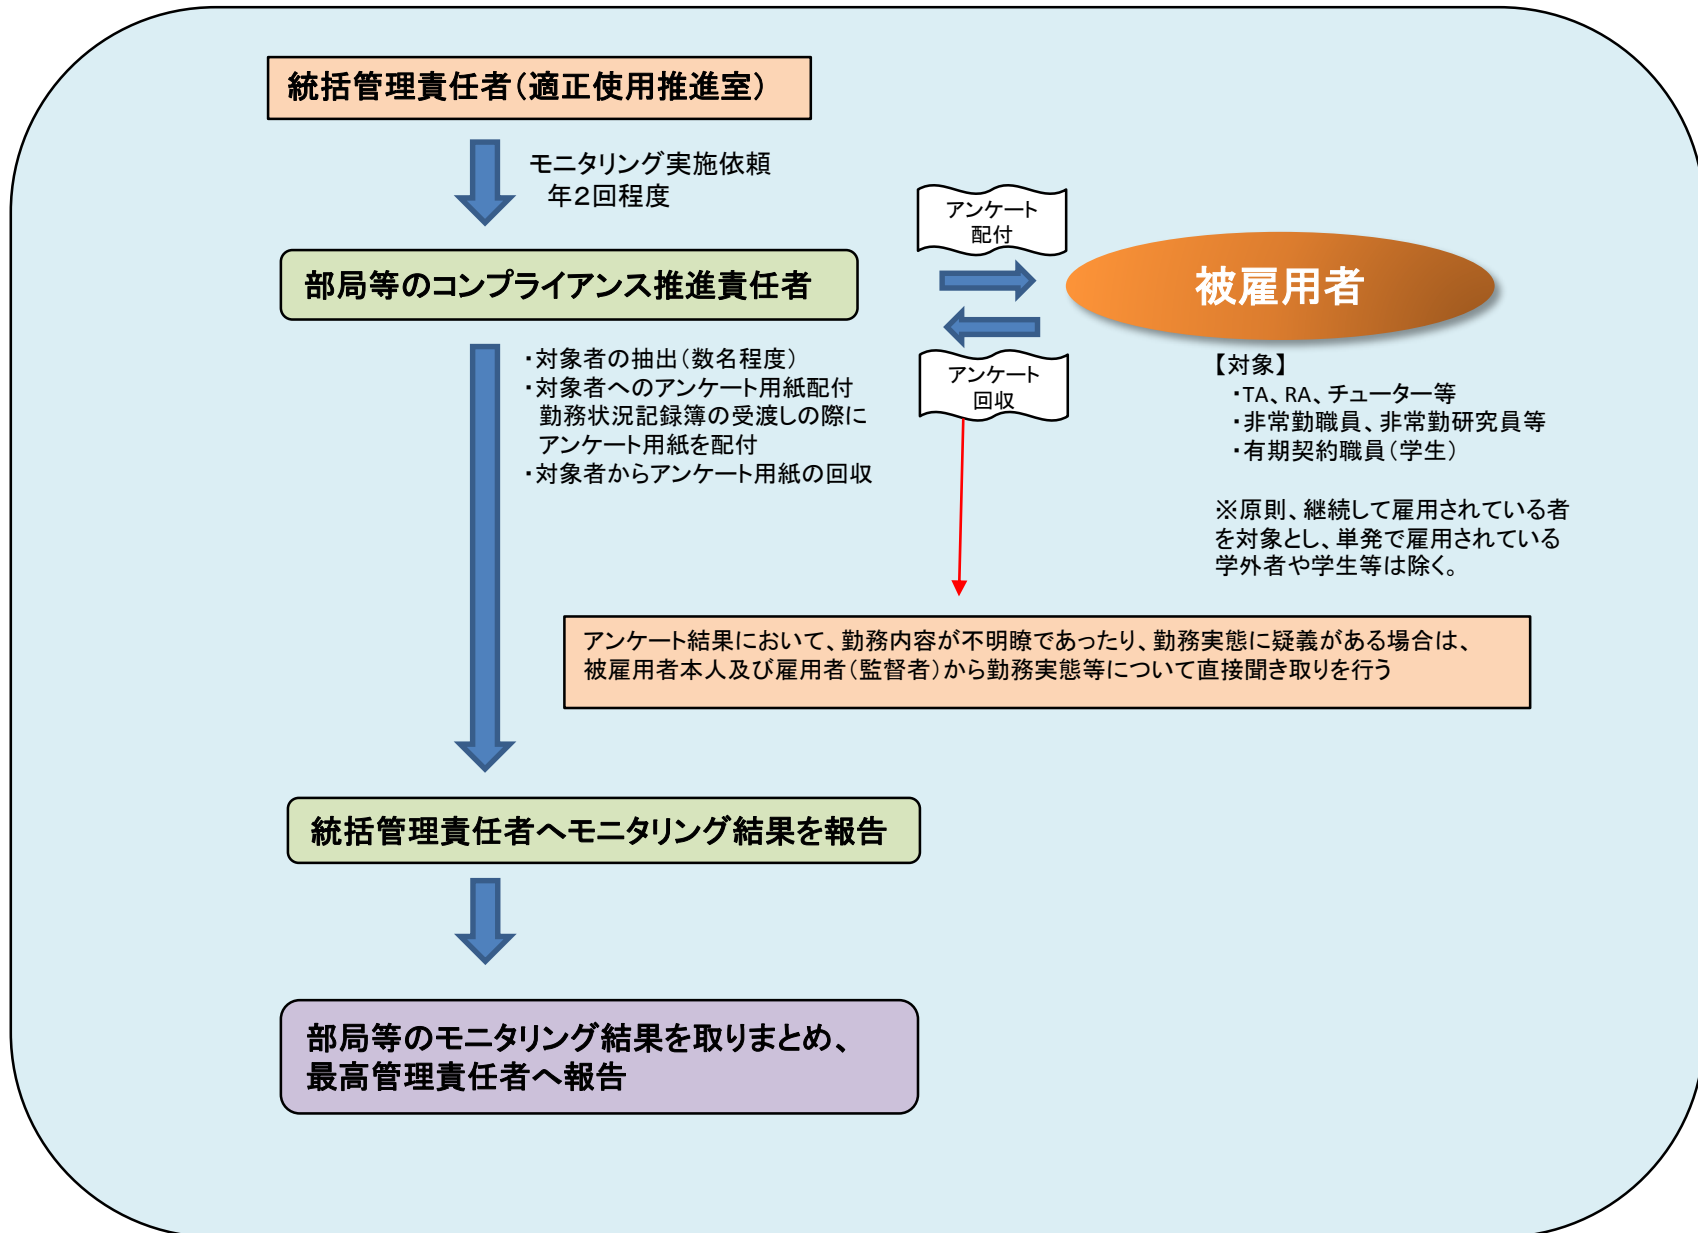 統括管理責任者（適正使用推進室）
モニタリング実施依頼
年２回程度
アンケート
配付
部局等のコンプライアンス推進責任者
被雇用者
・対象者の抽出（数名程度）
・対象者へのアンケート用紙配付
勤務状況記録簿の受渡しの際に
アンケート用紙を配付
・対象者からアンケート用紙の回収
アンケート
回収
【対象】
・TA、RA、チューター等
・非常勤職員、非常勤研究員等
・有期契約職員（学生）
※原則、継続して雇用されている者
を対象とし、単発で雇用されている
学外者や学生等は除く。
アンケート結果において、勤務内容が不明瞭であったり、勤務実態に疑義がある場合は、
被雇用者本人及び雇用者（監督者）から勤務実態等について直接聞き取りを行う
統括管理責任者へモニタリング結果を報告
部局等のモニタリング結果を取りまとめ、
最高管理責任者へ報告